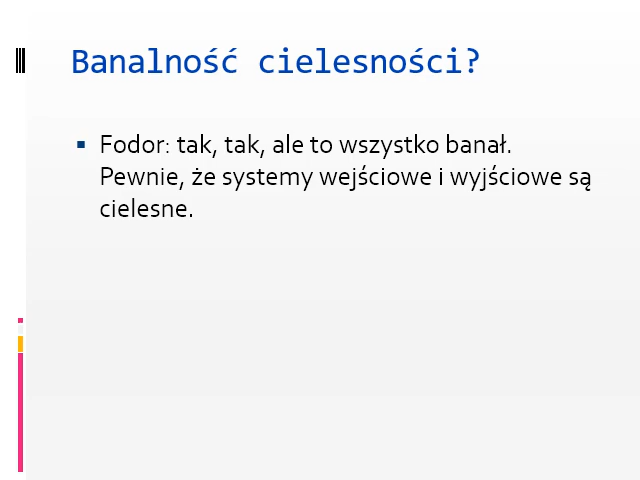 Banalność cielesności?
Fodor: tak, tak, ale to wszystko banał.
Pewnie, że systemy wejściowe i wyjściowe są
cielesne.